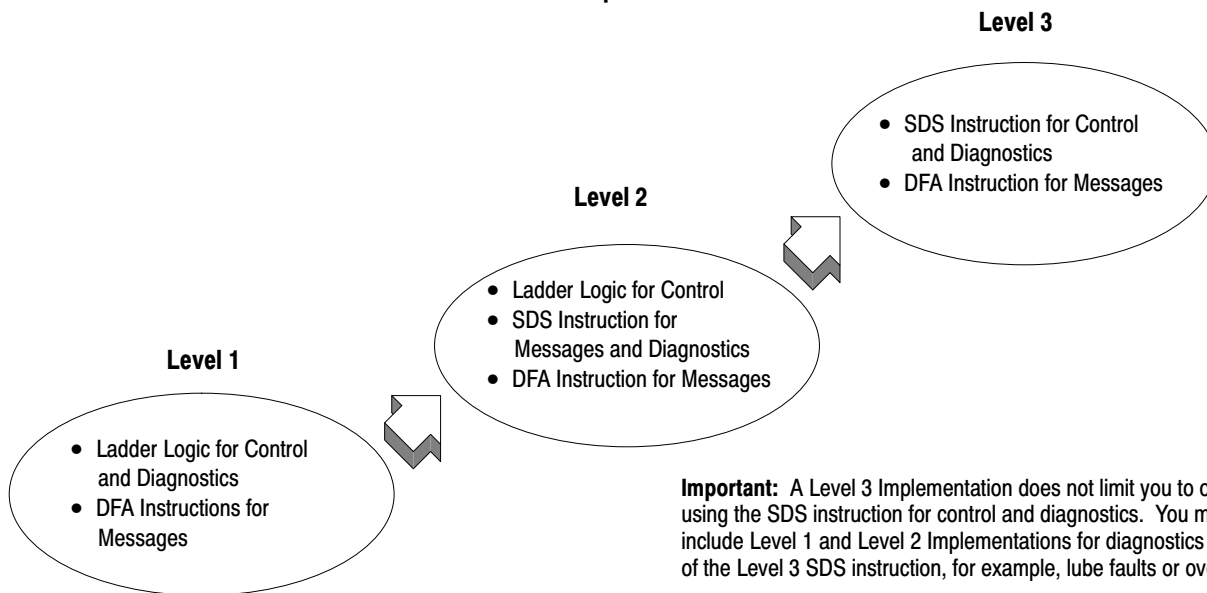 Level 3
• SDS Instruction for Control
and Diagnostics
• DFA Instruction for Messages
Level 2
• Ladder Logic for Control
• SDS Instruction for
Messages and Diagnostics
• DFA Instruction for Messages
Level 1
• Ladder Logic for Control
and Diagnostics
• DFA Instructions for
Messages
Important: A Level 3 Implementation does not limit you to
using the SDS instruction for control and diagnostics. You
include Level 1 and Level 2 Implementations for diagnostics
of the Level 3 SDS instruction, for example, lube faults or